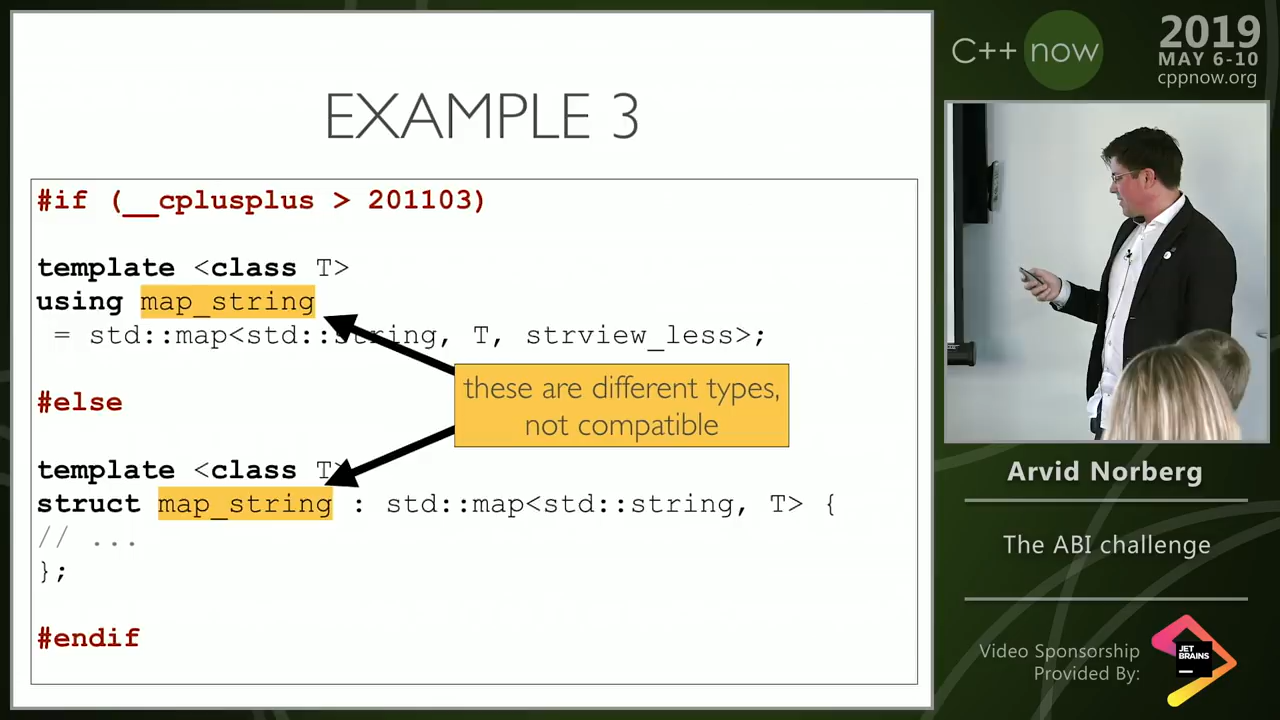 EXAMPLE 3
#if (__cplusplus > 201103)
template <class T>
using map_string
= std::map<std::string, T, strview_less>;
#else
these are different types,
not compatible
template <class T>
struct map_string : std::map<std::string, T> {
// ...
};
#endif
C++ now
2019
MAY 6-10
cppnow.org
Arvid Norberg
The ABI challenge
Video Sponsorship
Provided By:
JET
BRAINS